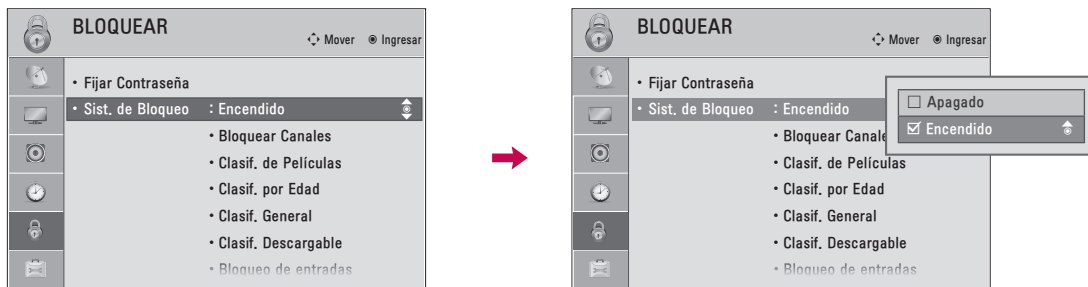 BLOQUEAR
Mover Ingresar
• Fijar Contraseña
• Sist. de Bloqueo : Encendido
• Bloquear Canales
• Clasif. de Películas
• Clasif. por Edad
• Clasif. General
• Clasif. Descargable
• Bloqueo de entradas
BLOQUEAR
Mover Ingresar
• Fijar Contraseña
• Sist. de Bloqueo : Encendido
• Bloquear Canale
• Clasif. de Películas
• Clasif. por Edad
• Clasif. General
• Clasif. Descargable
• Bloqueo de entradas
Apagado
Encendido